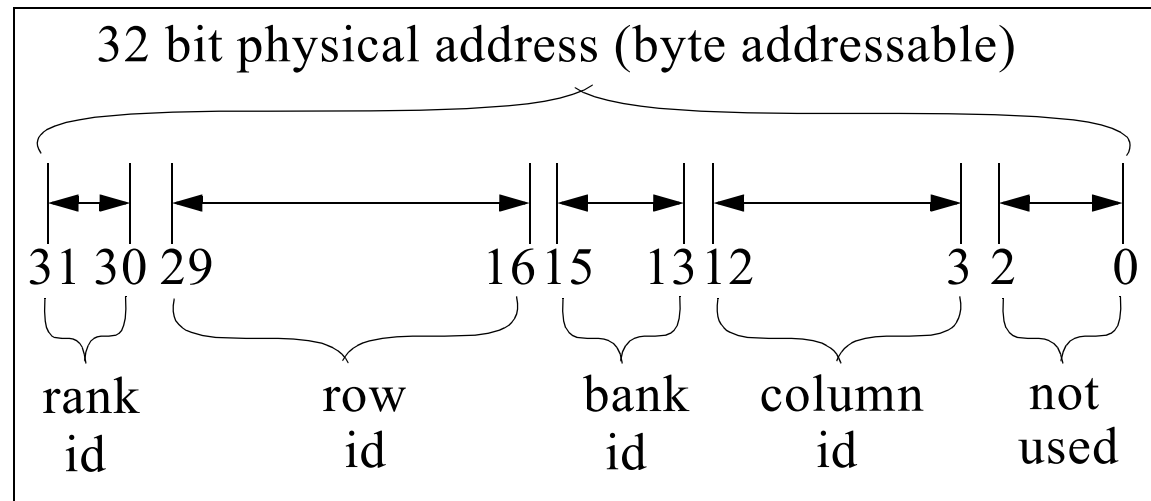 32 bit physical address (byte addressable)
31 30 29 16 15 13 12 3 2 0
rank row bank column not
id id id id used